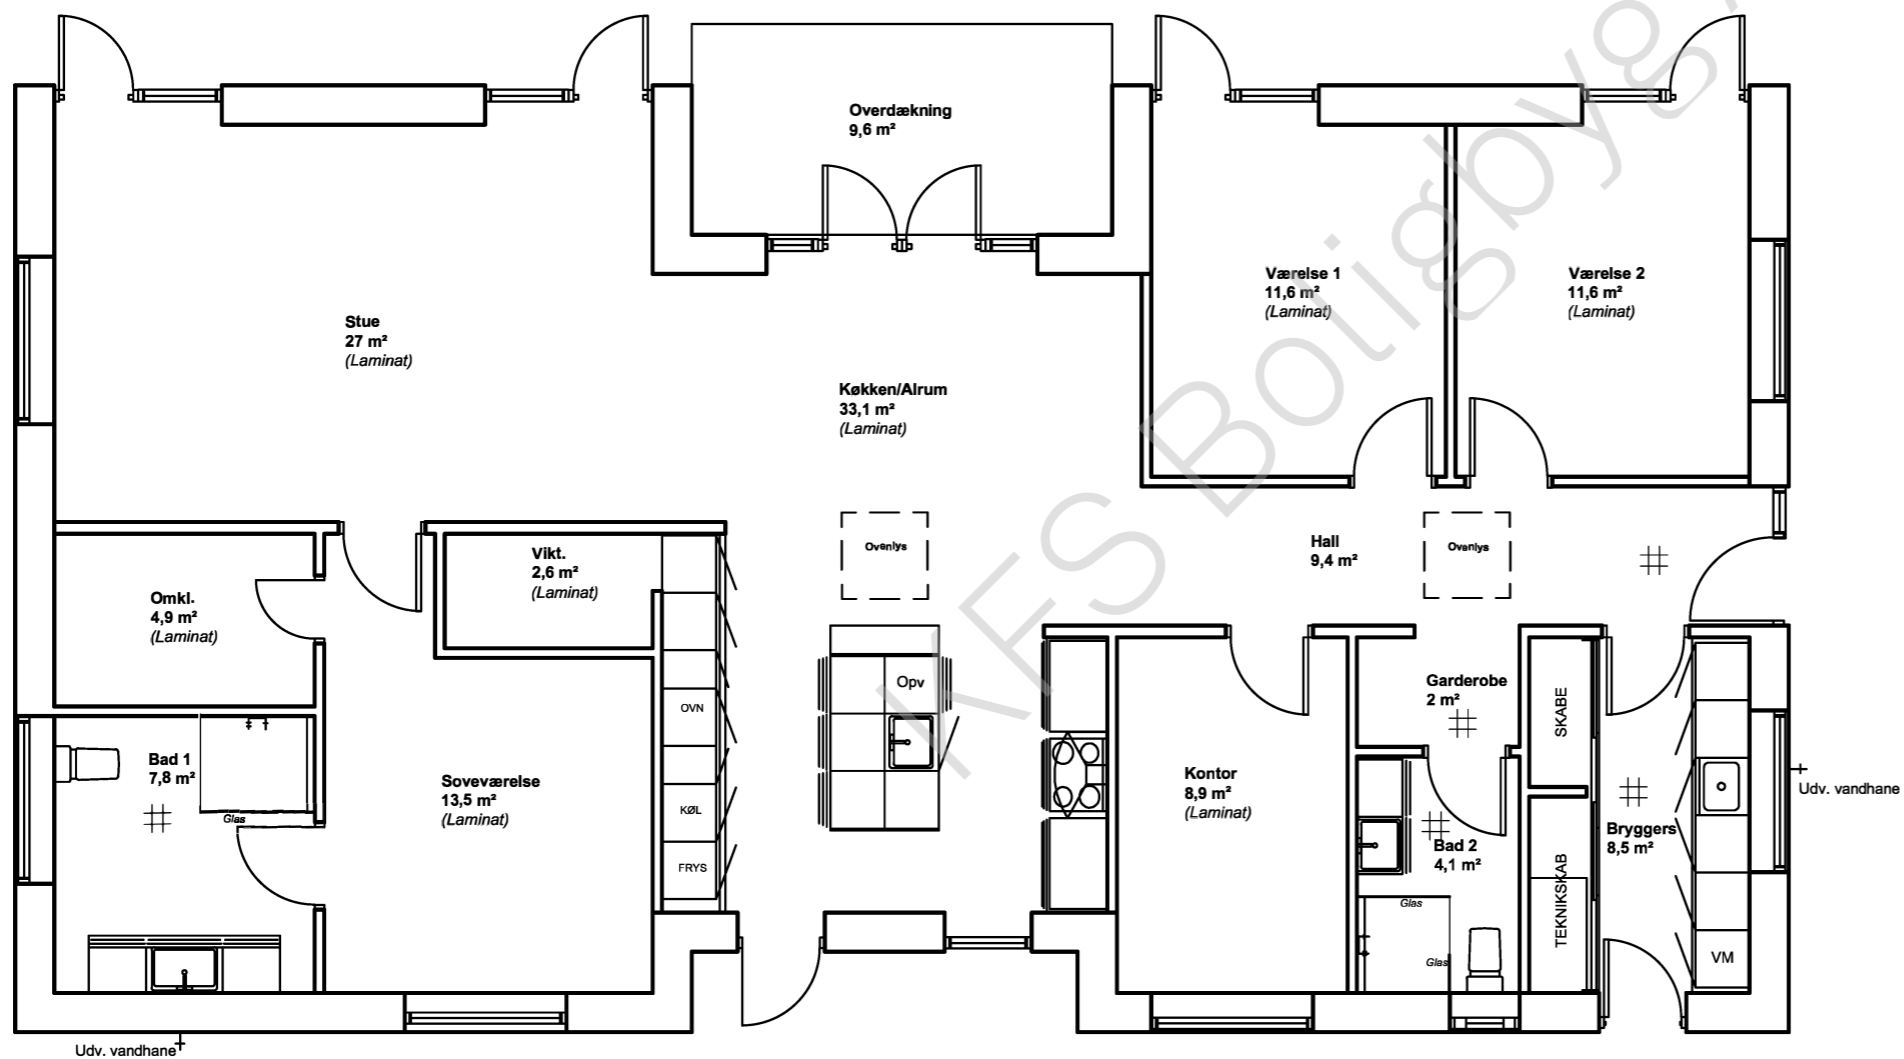 Overdækning
9,6 m²
Værelse 1
11,6 m²
(Laminat)
Værelse 2
11,6 m²
(Laminat)
Stue
27 m²
(Laminat)
Køkken/Alrum
33,1 m²
(Laminat)
Ovenlys
Hall
9,4 m²
Ovenlys
Vikt.
2,6 m²
(Laminat)
Omkl.
4,9 m²
(Laminat)
Opv
OVN
KØL
FRYS
Garderobe
2 m²
SKABE
Bad 1
7,8 m²
Glas
Soveværelse
13,5 m²
(Laminat)
Kontor
8,9 m²
(Laminat)
Bad 2
4,1 m²
Glas
Glas
TEKNIKSKAB
Bryggers
8,5 m²
VM
Udv. vandhane
Udv. vandhane
KFS Boligbyg